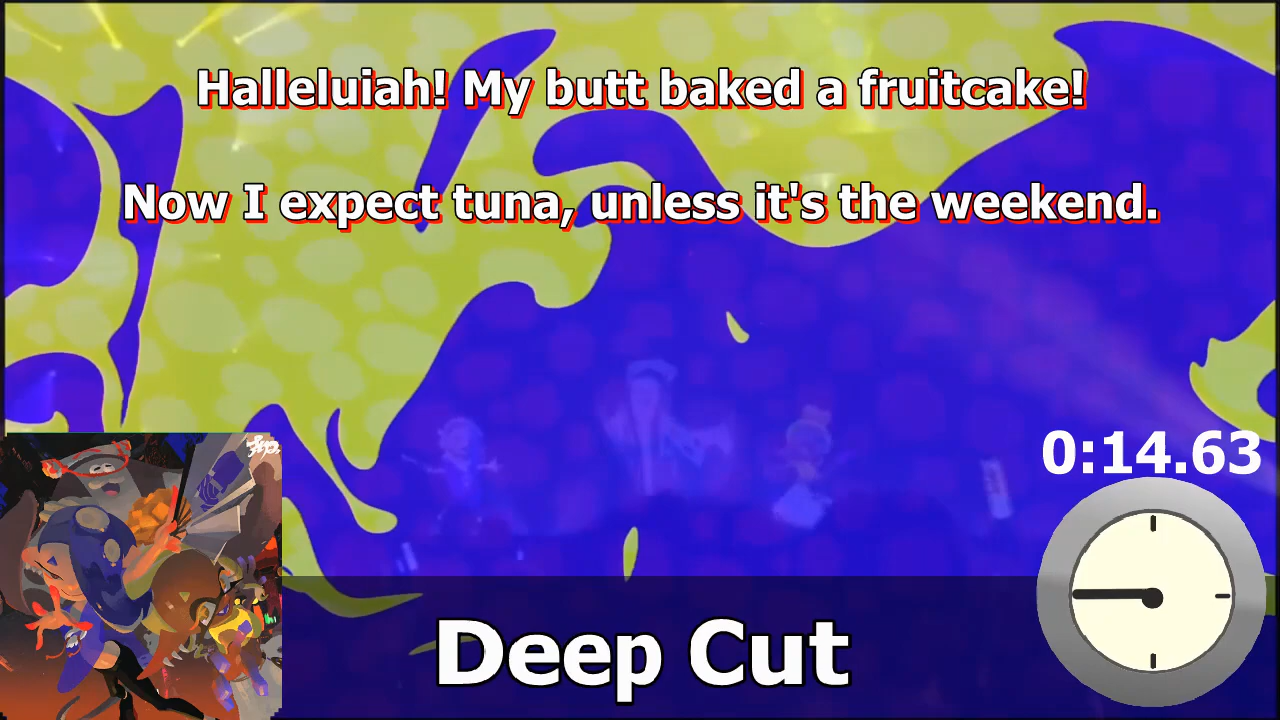 Halleluiah! My butt baked a fruitcake!
Now I expect tuna, unless it's the weekend.
0:14.63
Deep Cut